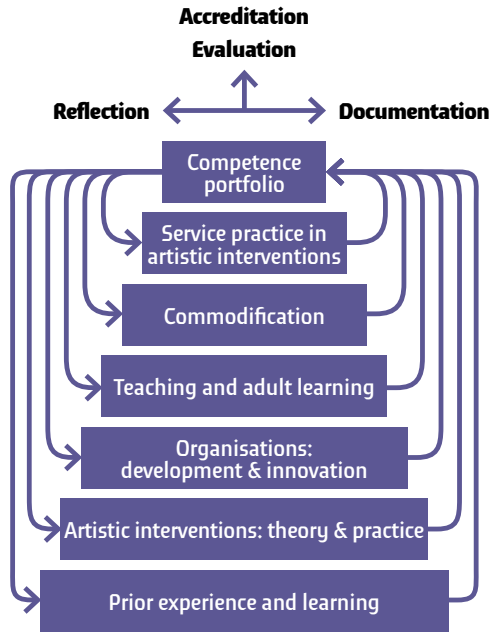 Accreditation
Evaluation
Reflection
Documentation
Competence
portfolio
Service practice in
artistic interventions
Commodification
Teaching and adult learning
Organisations:
development & innovation
Artistic interventions: theory & practice
Prior experience and learning